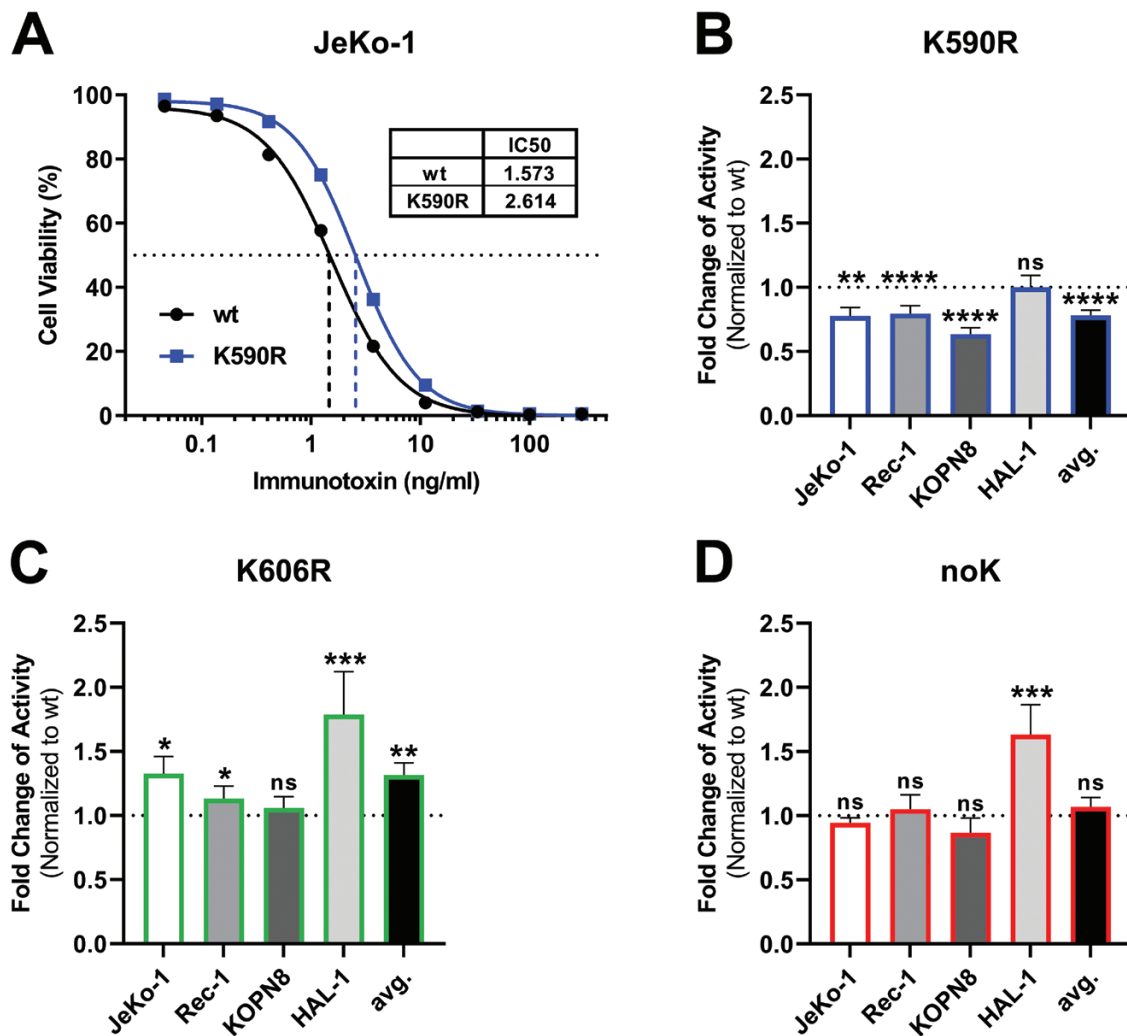 A
JeKo-1
Cell Viability (%)
100
80
60
40
20
0
0.1 1 10 100
Immunotoxin (ng/ml)
wt
K590R
IC50
wt 1.573
K590R 2.614
B
K590R
Fold Change of Activity
(Normalized to wt)
2.5
2.0
1.5
1.0
0.5
0.0
** **** **** ns ****
JeKo-1 Rec-1 KOPN8 HAL-1 avg.
C
K606R
Fold Change of Activity
(Normalized to wt)
2.5
2.0
1.5
1.0
0.5
0.0
* * ns *** **
JeKo-1 Rec-1 KOPN8 HAL-1 avg.
D
noK
Fold Change of Activity
(Normalized to wt)
2.5
2.0
1.5
1.0
0.5
0.0
ns ns ns *** ns
JeKo-1 Rec-1 KOPN8 HAL-1 avg.